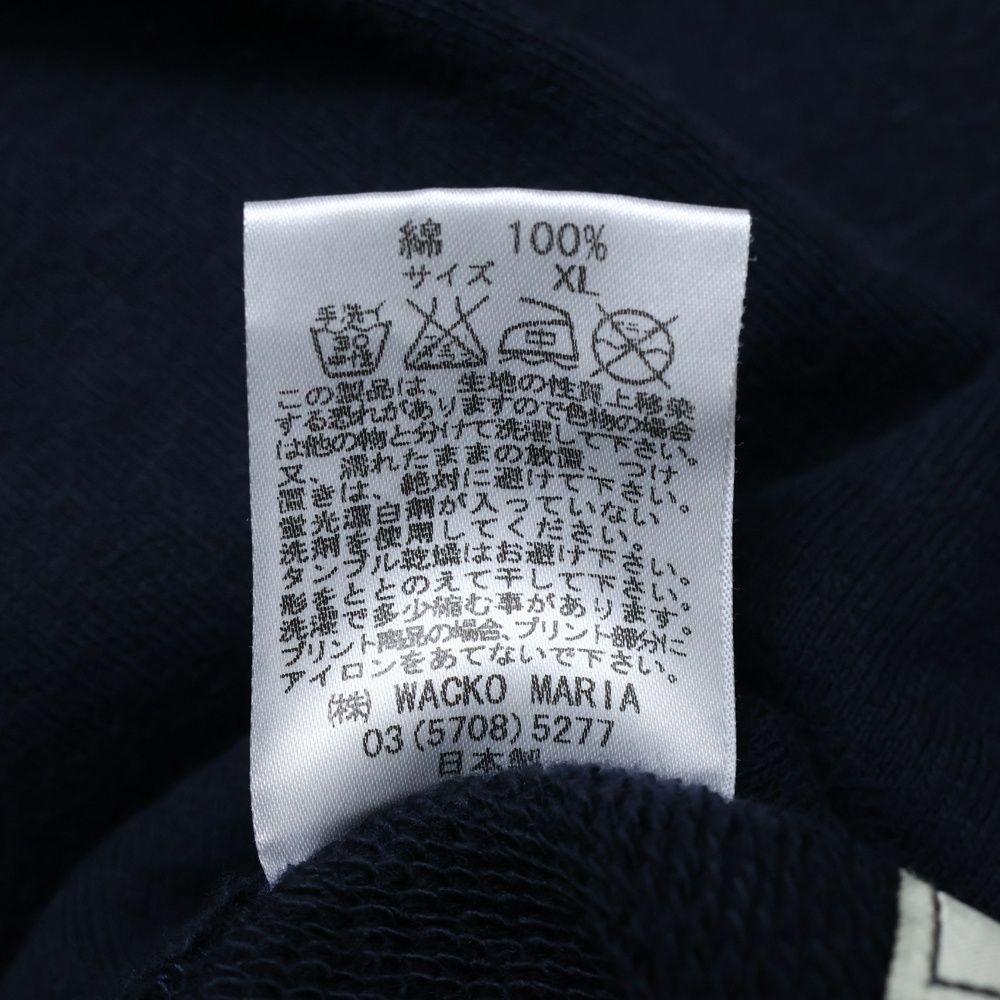 綿 100%
サイズ XL
手洗イ
30
中性
エンソサラシ
この製品は、生地の性質上移染
する恐れがありますので色物の場合
は他の物と分けて洗濯して下さい。
又、濡れたままの放置、つけ
置きは、絶対に避けて下さい
蛍光漂白剤が入っていない
洗剤を使用してください。
タンブル乾燥はお避け下さい。
形をととのえて干して下さい。
洗濯で多少縮む事があります。
プリント商品の場合、プリント部分に
アイロンをあてないで下さい。
㈱ WACKO MARIA
03(5708)5277
日本製